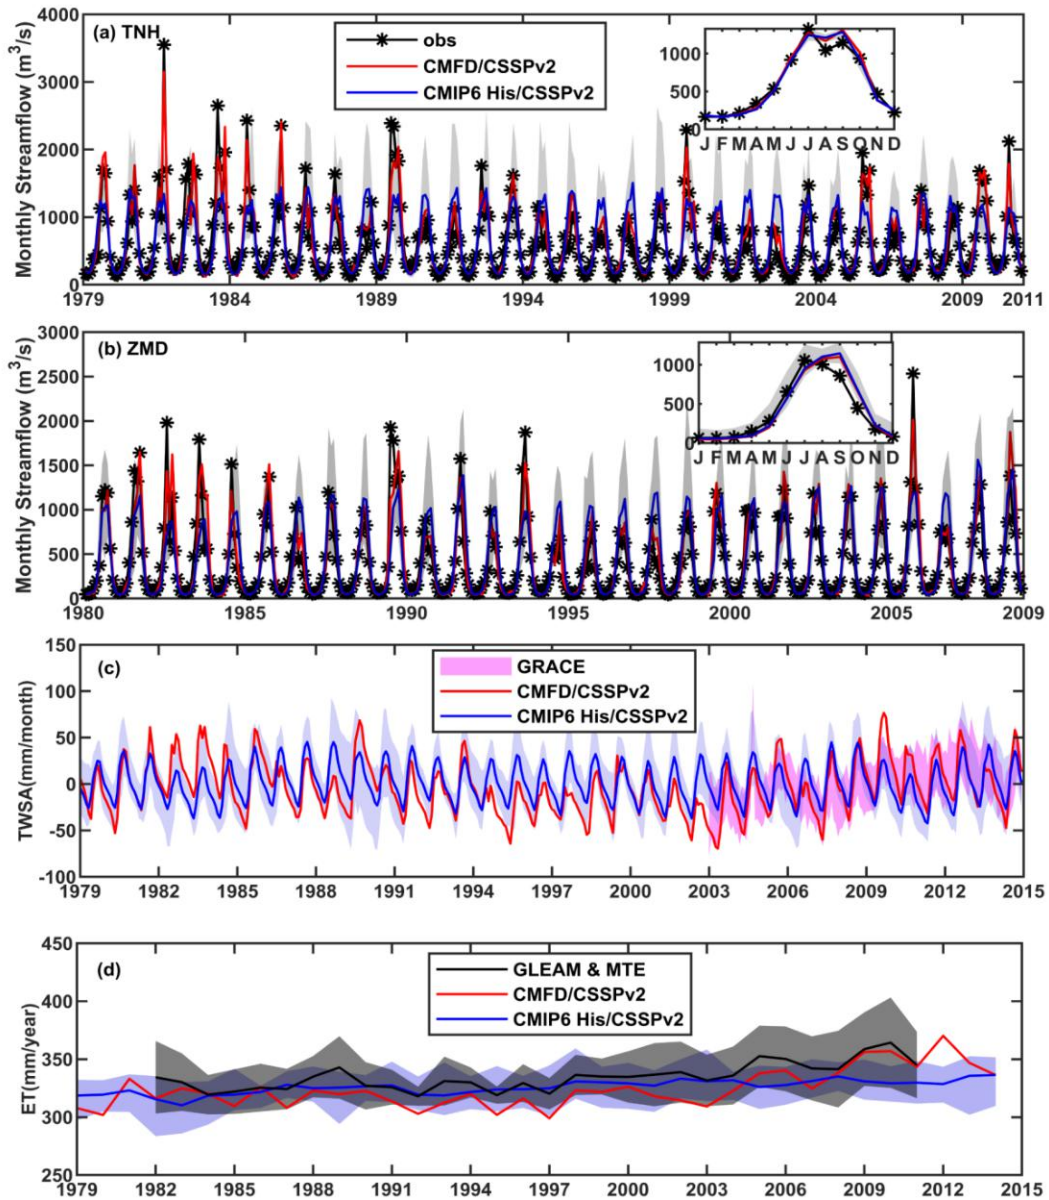 (a) TNH
obs
CMFD/CSSPv2
CMIP6 His/CSSPv2
Monthly Streamflow (m³/s)
4000
3000
2000
1000
0
1000
500
0
J F M A M J J A S O N D
1979 1984 1989 1994 1999 2004 2009 2011
(b) ZMD
Monthly Streamflow (m³/s)
3000
2500
2000
1500
1000
500
0
1000
500
0
J F M A M J J A S O N D
1980 1985 1990 1995 2000 2005 2009
(c)
GRACE
CMFD/CSSPv2
CMIP6 His/CSSPv2
TWSA(mm/month)
150
100
50
0
-50
-100
1979 1982 1985 1988 1991 1994 1997 2000 2003 2006 2009 2012 2015
(d)
GLEAM & MTE
CMFD/CSSPv2
CMIP6 His/CSSPv2
ET(mm/year)
450
400
350
300
250
1979 1982 1985 1988 1991 1994 1997 2000 2003 2006 2009 2012 2015